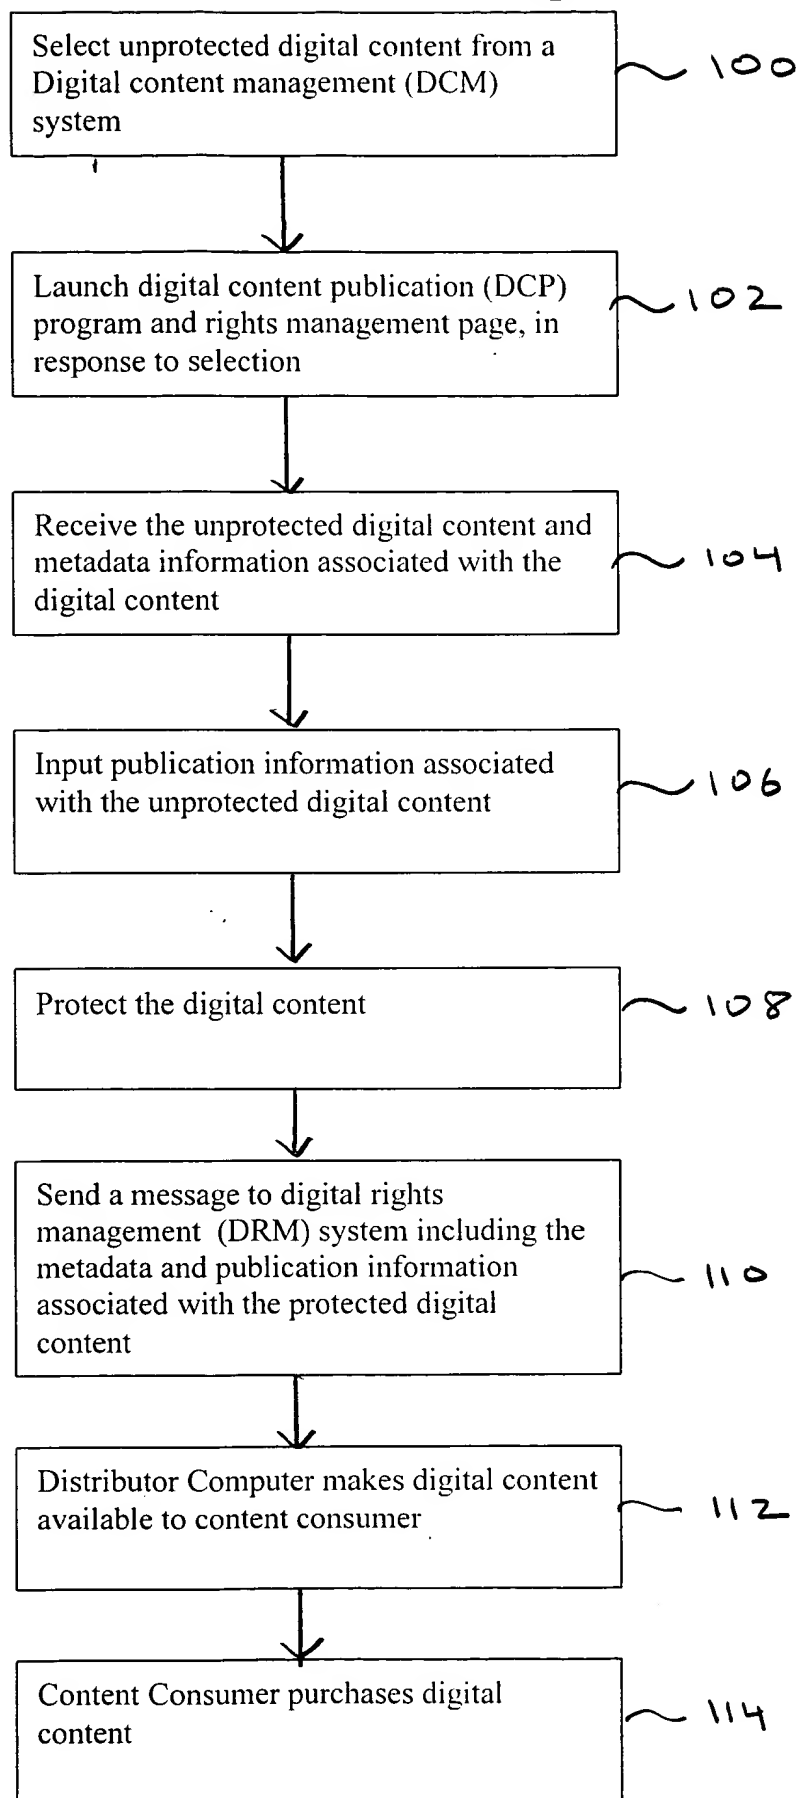 Select unprotected digital content from a
Digital content management (DCM)
system
100
Launch digital content publication (DCP)
program and rights management page, in
response to selection
102
Receive the unprotected digital content and
metadata information associated with the
digital content
104
Input publication information associated
with the unprotected digital content
106
Protect the digital content
108
Send a message to digital rights
management (DRM) system including the
metadata and publication information
associated with the protected digital
content
110
Distributor Computer makes digital content
available to content consumer
112
Content Consumer purchases digital
content
114